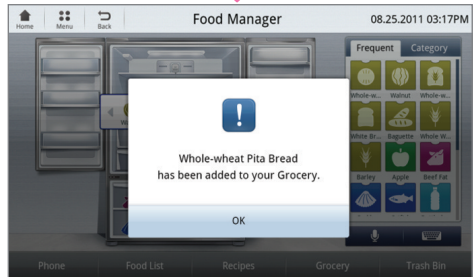 Home
Menu
Back
Food Manager
08.25.2011 03:17PM
Frequent
Category
Whole-w...
Walnut
Whole-w...
White Br...
Baguette
Whole W...
Barley
Apple
Beef Fat
Whole-wheat Pita Bread
has been added to your Grocery.
OK
Phone
Food List
Recipes
Grocery
Trash Bin